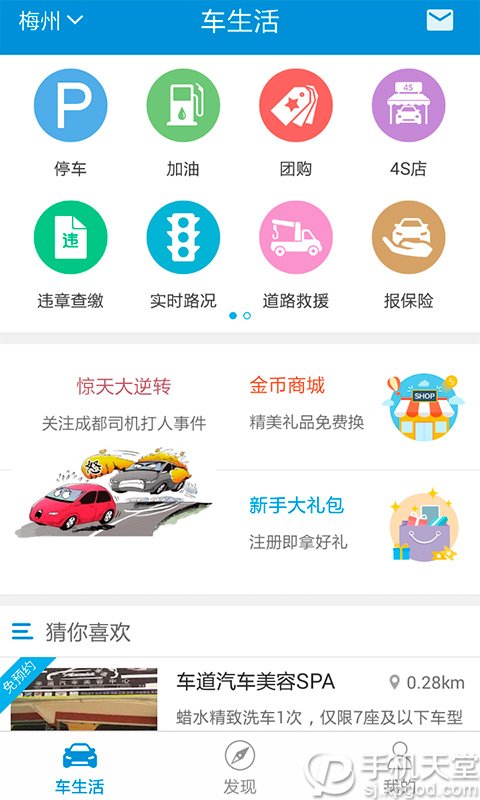 梅州
车生活
P
4S
停车
加油
团购
4S店
违
违章查缴
实时路况
道路救援
报保险
惊天大逆转
关注成都司机打人事件
怒
金币商城
精美礼品免费换
SHOP
新手大礼包
注册即拿好礼
猜你喜欢
免预约
车道汽车美容SPA
0.28km
蜡水精致洗车1次，仅限7座及以下车型
车生活
发现
我的
手机天堂
sj.xpgod.com